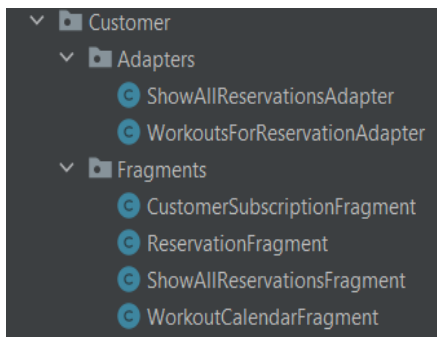 Customer
Adapters
C ShowAllReservationsAdapter
C WorkoutsForReservationAdapter
Fragments
C CustomerSubscriptionFragment
C ReservationFragment
C ShowAllReservationsFragment
C WorkoutCalendarFragment